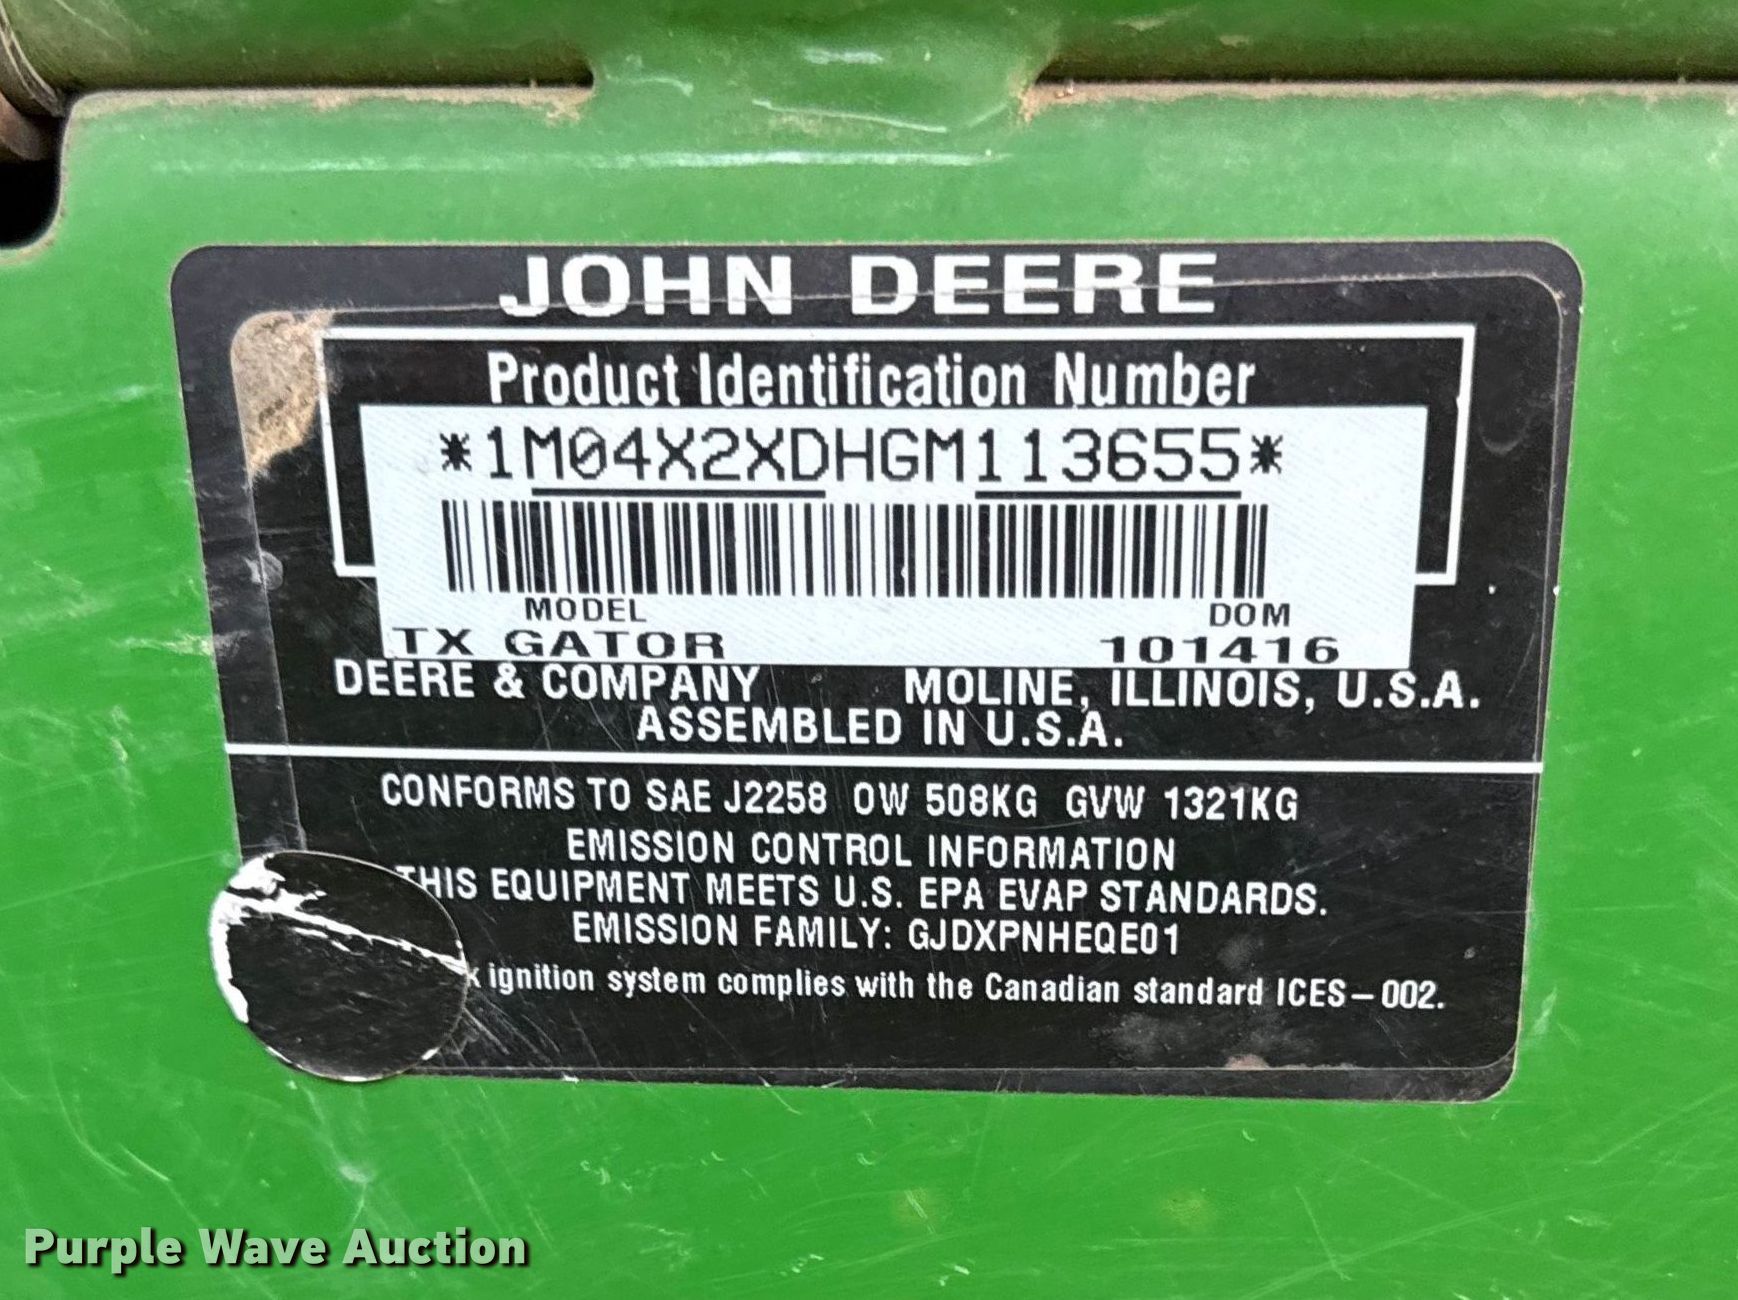 JOHN DEERE
Product Identification Number
*1M04X2XDHGM113655*
MODEL DOM
TX GATOR 101416
DEERE & COMPANY MOLINE, ILLINOIS, U.S.A.
ASSEMBLED IN U.S.A.
CONFORMS TO SAE J2258 OW 508KG GVW 1321KG
EMISSION CONTROL INFORMATION
THIS EQUIPMENT MEETS U.S. EPA EVAP STANDARDS.
EMISSION FAMILY: GJDXPNHEQE01
ignition system complies with the Canadian standard ICES-002.
Purple Wave Auction